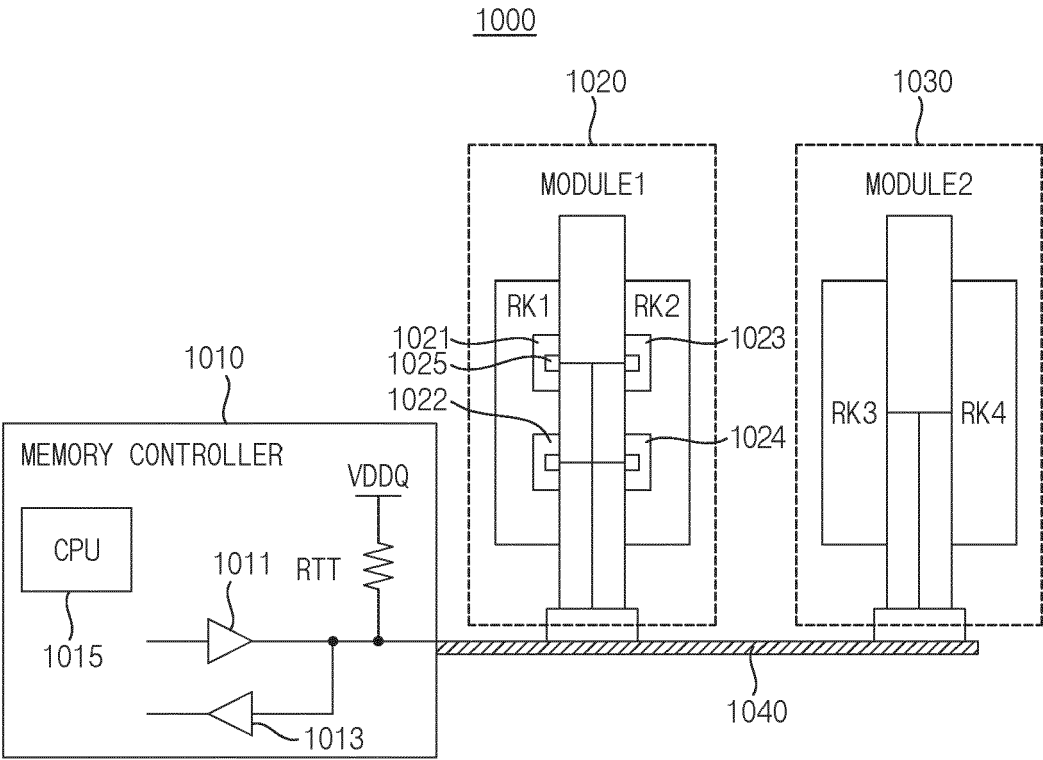 1000
1020
1030
MODULE1
MODULE2
RK1
RK2
1021
1023
1025
1010
1022
RK3
RK4
1024
MEMORY CONTROLLER
VDDQ
CPU
1011
RTT
1015
1013
1040